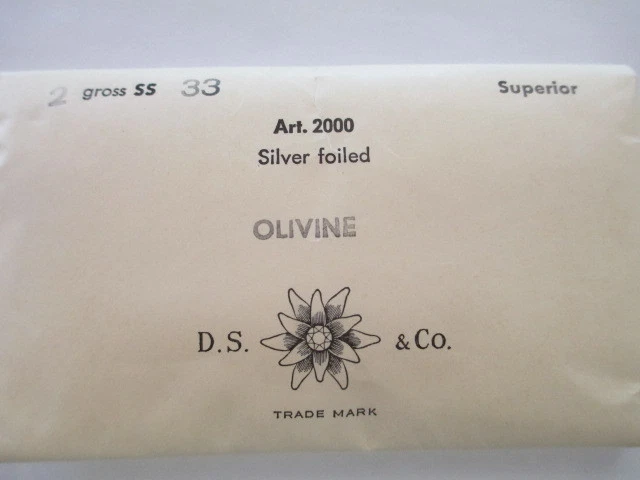 2 gross SS 33 Superior
Art. 2000
Silver foiled
OLIVINE
D.S. & Co.
TRADE MARK